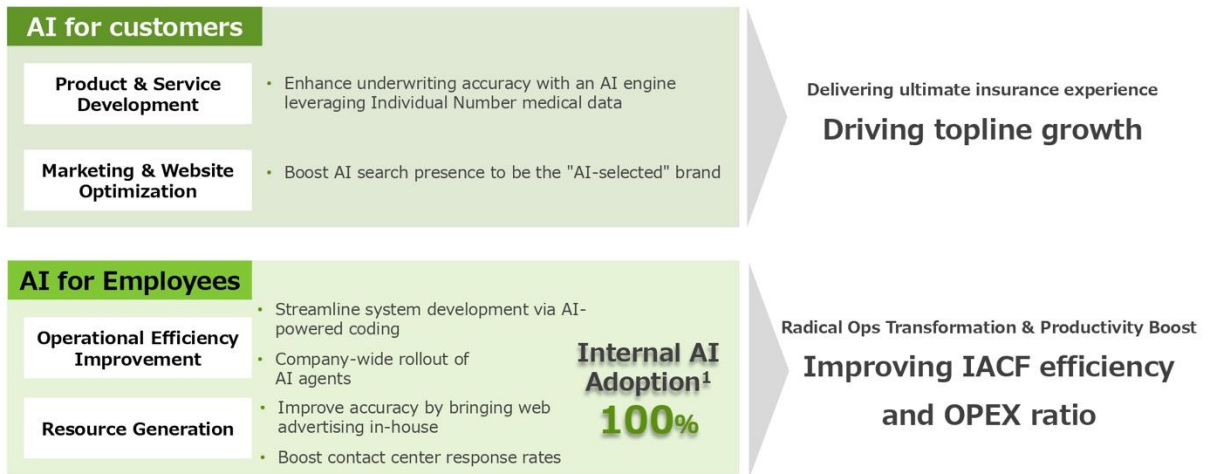 AI for customers
Product & Service
Development
• Enhance underwriting accuracy with an AI engine
leveraging Individual Number medical data
Marketing & Website
Optimization
• Boost AI search presence to be the "AI-selected" brand
Delivering ultimate insurance experience
Driving topline growth
AI for Employees
Operational Efficiency
Improvement
• Streamline system development via AI-
powered coding
• Company-wide rollout of
AI agents
Resource Generation
• Improve accuracy by bringing web
advertising in-house
• Boost contact center response rates
Internal AI
Adoption¹
100%
Radical Ops Transformation & Productivity Boost
Improving IACF efficiency
and OPEX ratio